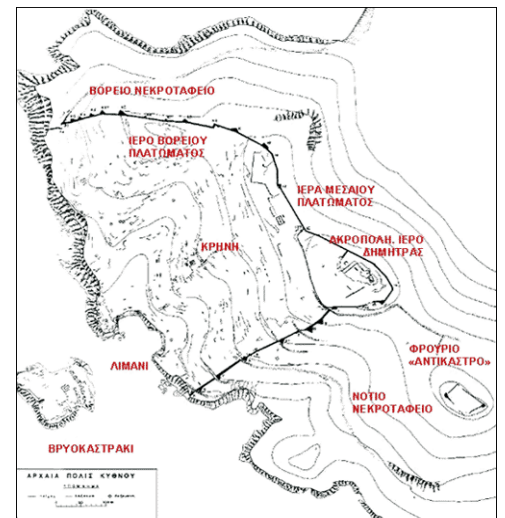 ΒΟΡΕΙΟ ΝΕΚΡΟΤΑΦΕΙΟ
ΙΕΡΟ ΒΟΡΕΙΟΥ
ΠΛΑΤΩΜΑΤΟΣ
ΙΕΡΑ ΜΕΣΑΙΟΥ
ΠΛΑΤΩΜΑΤΟΣ
ΑΚΡΟΠΟΛΗ, ΙΕΡΟ
ΔΗΜΗΤΡΑΣ
ΚΡΗΝΗ
ΦΡΟΥΡΙΟ
«ΑΝΤΙΚΑΣΤΡΟ»
ΛΙΜΑΝΙ
ΝΟΤΙΟ
ΝΕΚΡΟΤΑΦΕΙΟ
ΒΡΥΟΚΑΣΤΡΑΚΙ
ΑΡΧΑΙΑ ΠΟΛΙΣ ΚΥΘΝΟΥ